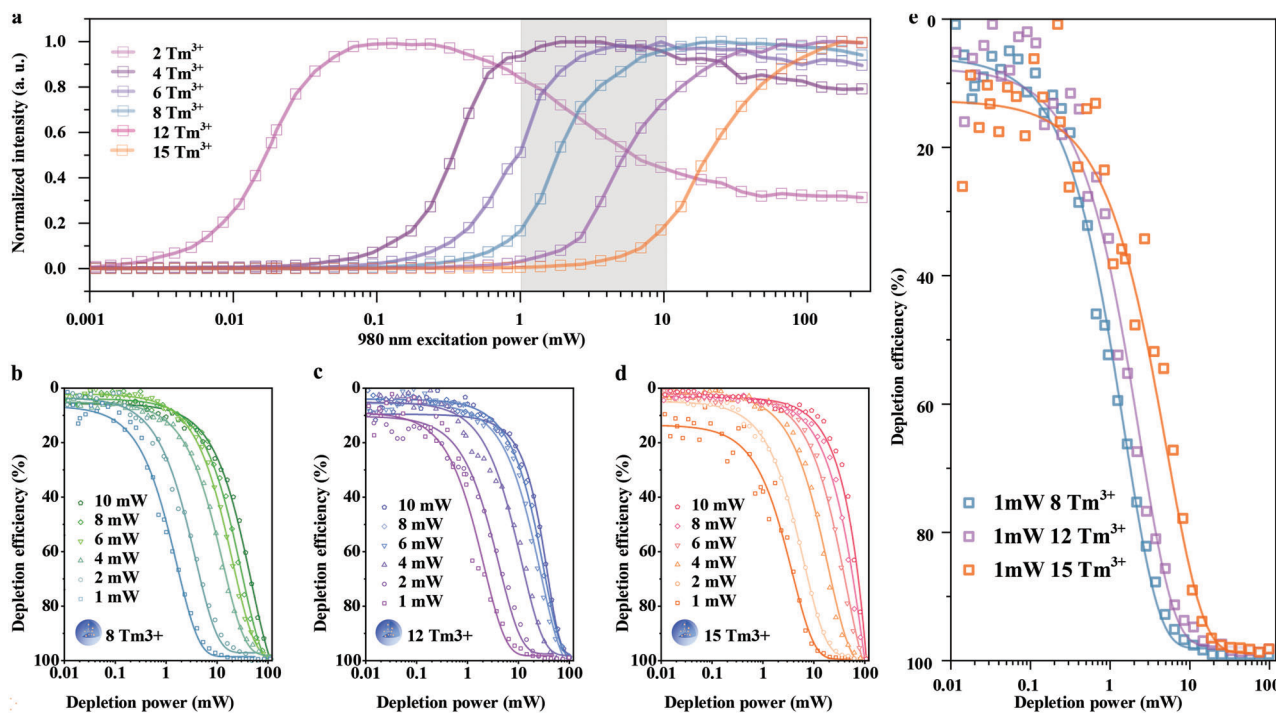 a
Normalized intensity (a. u.)
1.0
0.8
0.6
0.4
0.2
0.0
2 Tm³⁺
4 Tm³⁺
6 Tm³⁺
8 Tm³⁺
12 Tm³⁺
15 Tm³⁺
0.001 0.01 0.1 1 10 100
980 nm excitation power (mW)
b
Depletion efficiency (%)
0
20
40
60
80
100
10 mW
8 mW
6 mW
4 mW
2 mW
1 mW
8 Tm3+
0.01 0.1 1 10 100
Depletion power (mW)
c
Depletion efficiency (%)
0
20
40
60
80
100
10 mW
8 mW
6 mW
4 mW
2 mW
1 mW
12 Tm3+
0.01 0.1 1 10 100
Depletion power (mW)
d
Depletion efficiency (%)
0
20
40
60
80
100
10 mW
8 mW
6 mW
4 mW
2 mW
1 mW
15 Tm3+
0.01 0.1 1 10 100
Depletion power (mW)
e
Depletion efficiency (%)
0
20
40
60
80
100
1mW 8 Tm³⁺
1mW 12 Tm³⁺
1mW 15 Tm³⁺
0.01 0.1 1 10 100
Depletion power (mW)